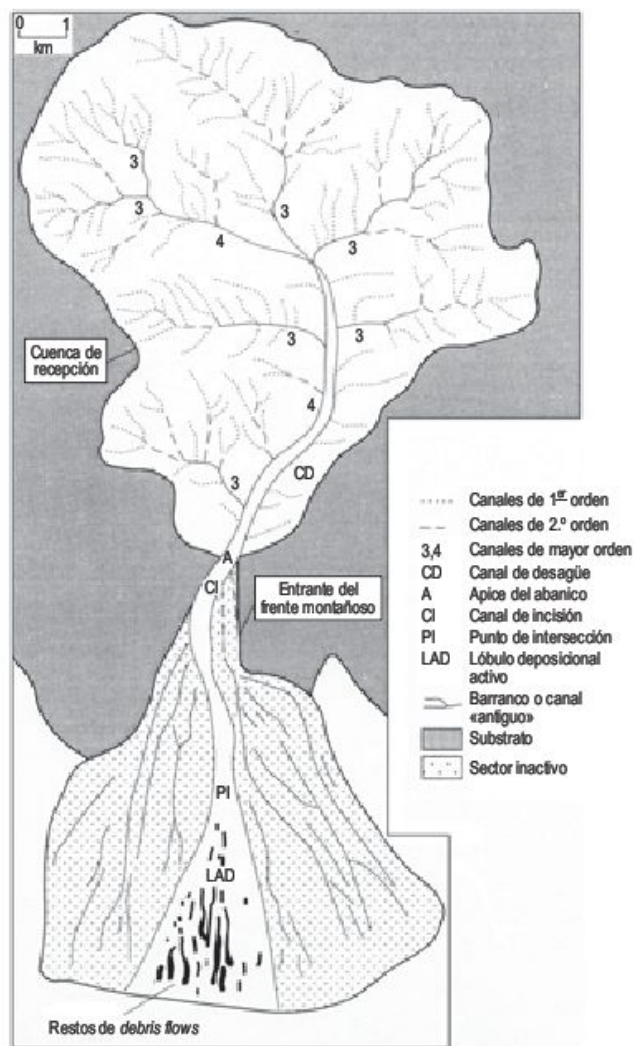 0 1
km
3
3
3
4
3
Cuenca de
recepción
3
3
4
3
CD
A
CI
Entrante del
frente montañoso
PI
LAD
Restos de debris flows
Canales de 1er orden
Canales de 2.º orden
3,4 Canales de mayor orden
CD Canal de desagüe
A Apice del abanico
CI Canal de incisión
PI Punto de intersección
LAD Lóbulo deposicional
activo
Barranco o canal
«antiguo»
Substrato
Sector inactivo